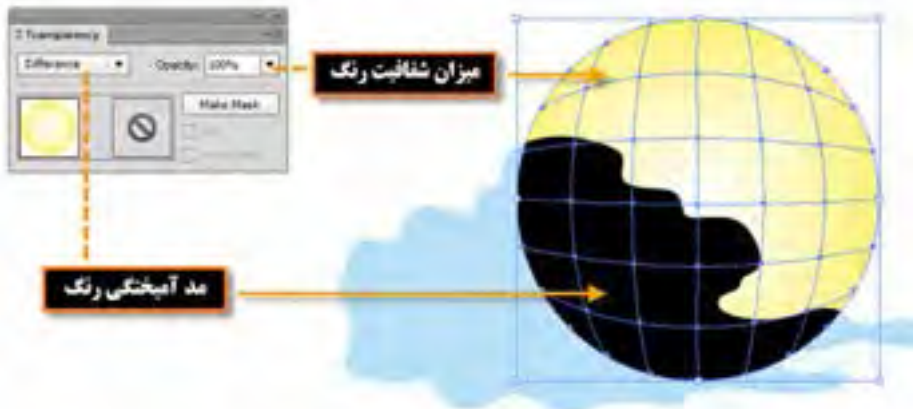 Transparency
Difference
Opacity: 100%
Make Mask
میزان شفافیت رنگ
مد آمیختگی رنگ